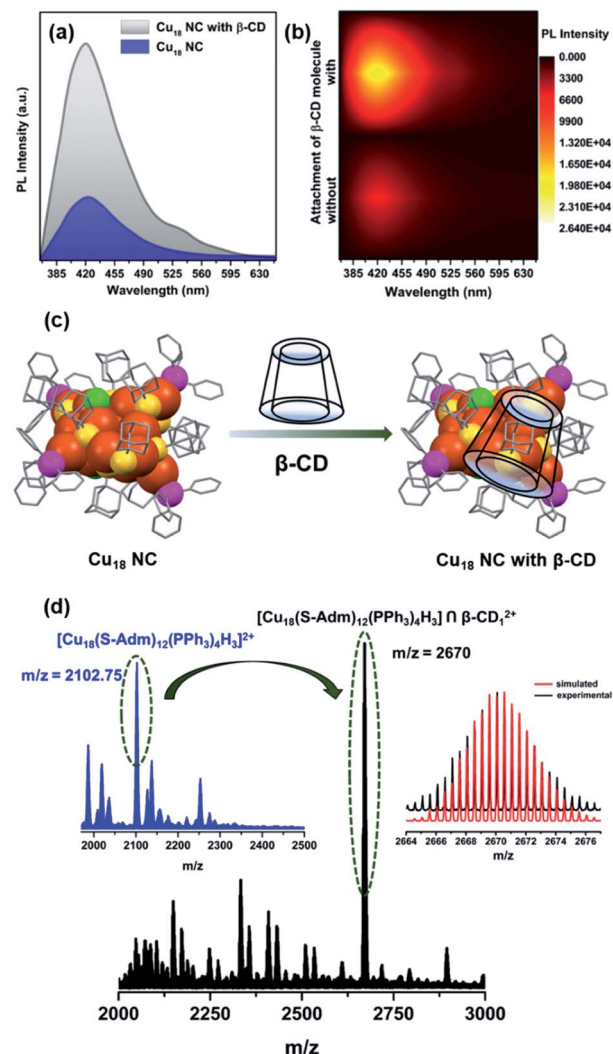 (a)
Cu₁₈ NC with β-CD
Cu₁₈ NC
PL Intensity (a.u.)
385 420 455 490 525 560 595 630
Wavelength (nm)
(b)
Attachment of β-CD molecule
with
without
385 420 455 490 525 560 595 630
Wavelength (nm)
PL Intensity
0.000
3300
6600
9900
1.320E+04
1.650E+04
1.980E+04
2.310E+04
2.640E+04
(c)
β-CD
Cu₁₈ NC
Cu₁₈ NC with β-CD
(d)
[Cu₁₈(S-Adm)₁₂(PPh₃)₄H₃]²⁺
m/z = 2102.75
[Cu₁₈(S-Adm)₁₂(PPh₃)₄H₃] ∩ β-CD₁²⁺
m/z = 2670
simulated
experimental
2000 2100 2200 2300 2400 2500
m/z
2664 2666 2668 2670 2672 2674 2676
m/z
2000 2250 2500 2750 3000
m/z